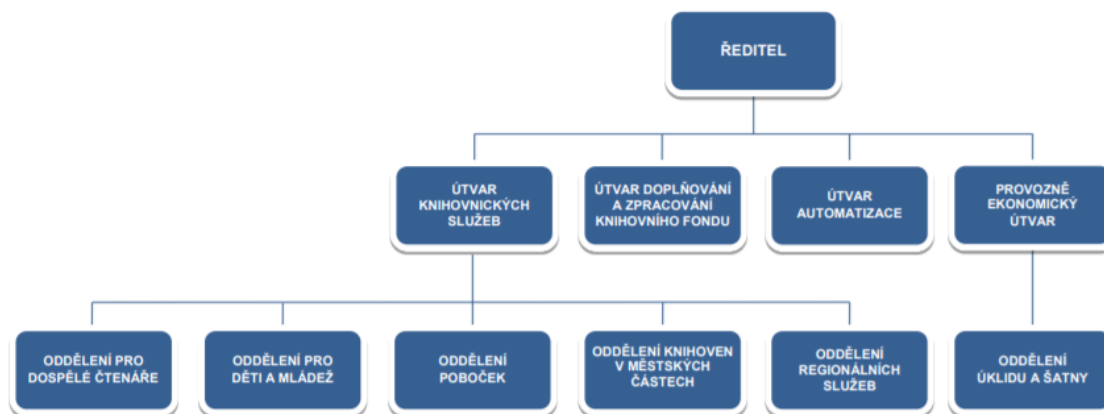 ŘEDITEL
ÚTVAR
KNIHOVNICKÝCH
SLUŽEB
ÚTVAR DOPLŇOVÁNÍ
A ZPRACOVÁNÍ
KNIHOVNÍHO FONDU
ÚTVAR
AUTOMATIZACE
PROVOZNĚ
EKONOMICKÝ
ÚTVAR
ODDĚLENÍ PRO
DOSPĚLÉ ČTENÁŘE
ODDĚLENÍ PRO
DĚTI A MLÁDEŽ
ODDĚLENÍ
POBOČEK
ODDĚLENÍ KNIHOVEN
V MĚSTSKÝCH
ČÁSTECH
ODDĚLENÍ
REGIONÁLNÍCH
SLUŽEB
ODDĚLENÍ
ÚKLIDU A ŠATNY